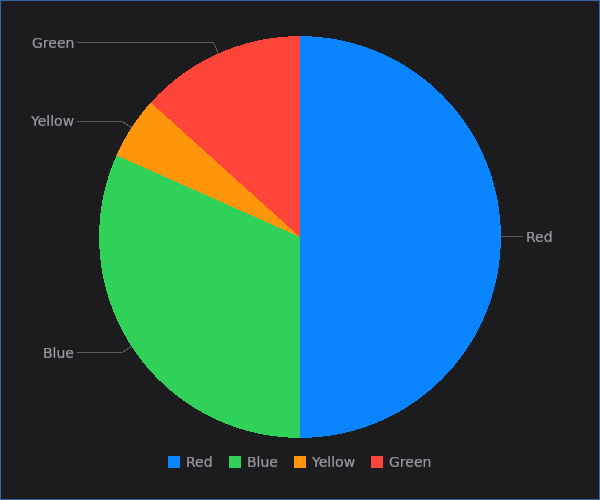 Green
Yellow
Red
Blue
Red Blue Yellow Green